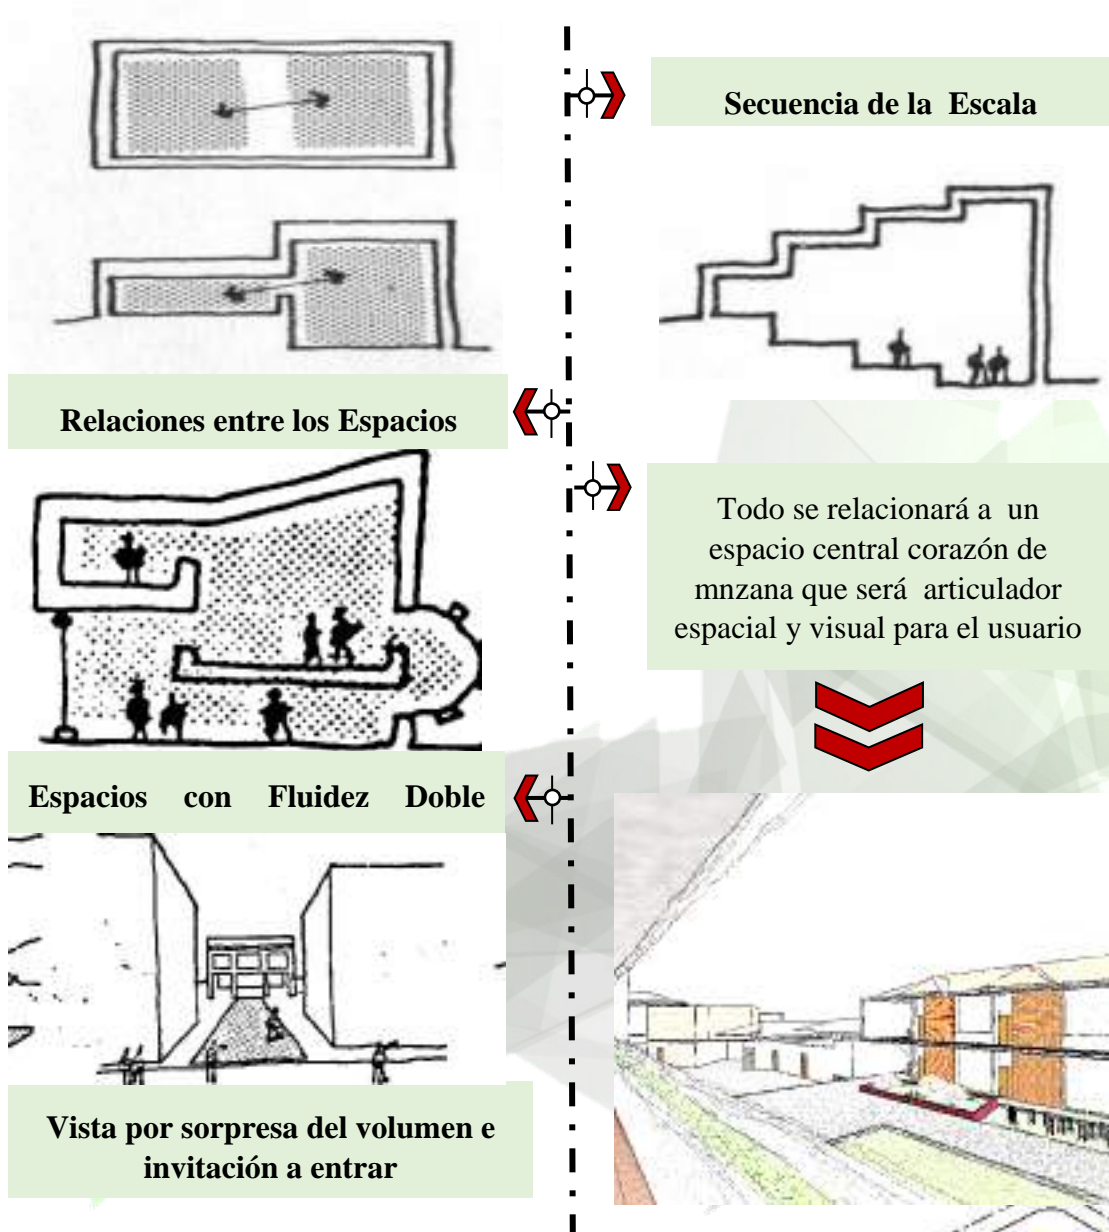 Secuencia de la Escala
Relaciones entre los Espacios
Todo se relacionará a un
espacio central corazón de
mnzana que será articulador
espacial y visual para el usuario
Espacios con Fluidez Doble
Vista por sorpresa del volumen e
invitación a entrar